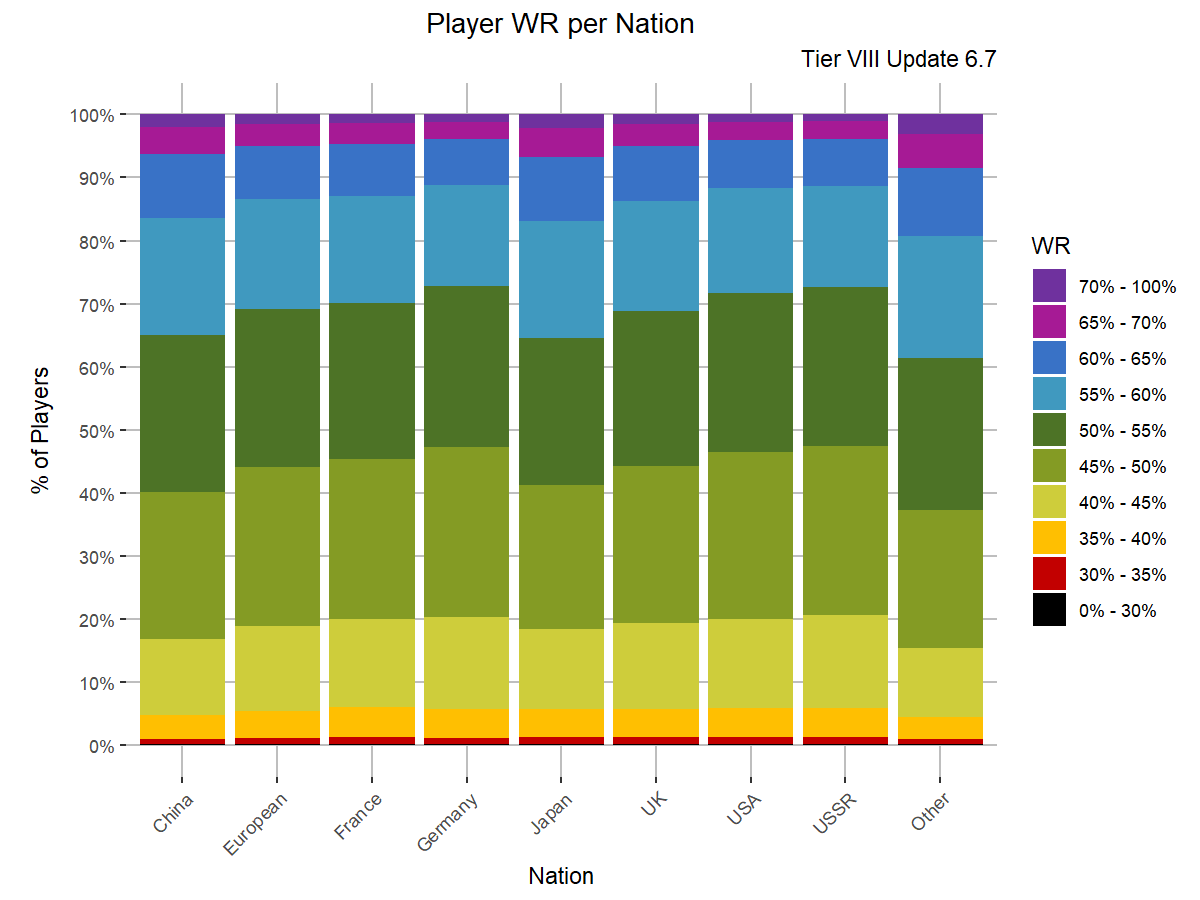 Player WR per Nation
Tier VIII Update 6.7
% of Players
100%
90%
80%
70%
60%
50%
40%
30%
20%
10%
0%
China
European
France
Germany
Japan
UK
USA
USSR
Other
Nation
WR
70% - 100%
65% - 70%
60% - 65%
55% - 60%
50% - 55%
45% - 50%
40% - 45%
35% - 40%
30% - 35%
0% - 30%